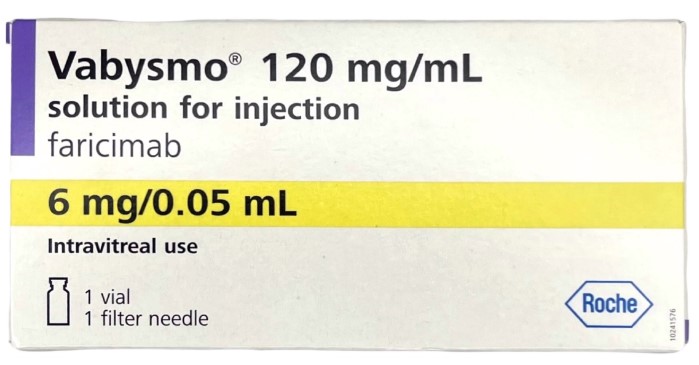 Vabysmo® 120 mg/mL
solution for injection
faricimab
6 mg/0.05 mL
Intravitreal use
1 vial
1 filter needle
Roche
10241576